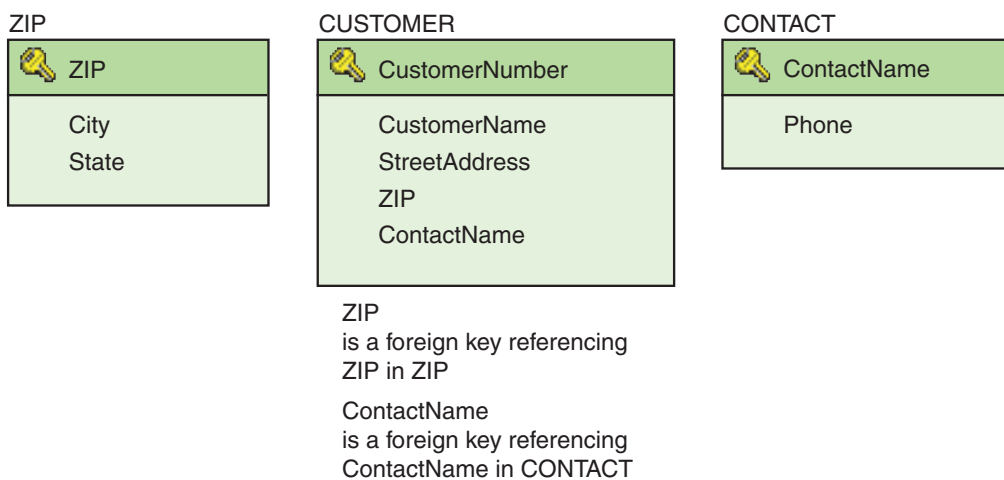 ZIP
ZIP
City
State
CUSTOMER
CustomerNumber
CustomerName
StreetAddress
ZIP
ContactName
ZIP
is a foreign key referencing
ZIP in ZIP
ContactName
is a foreign key referencing
ContactName in CONTACT
CONTACT
ContactName
Phone